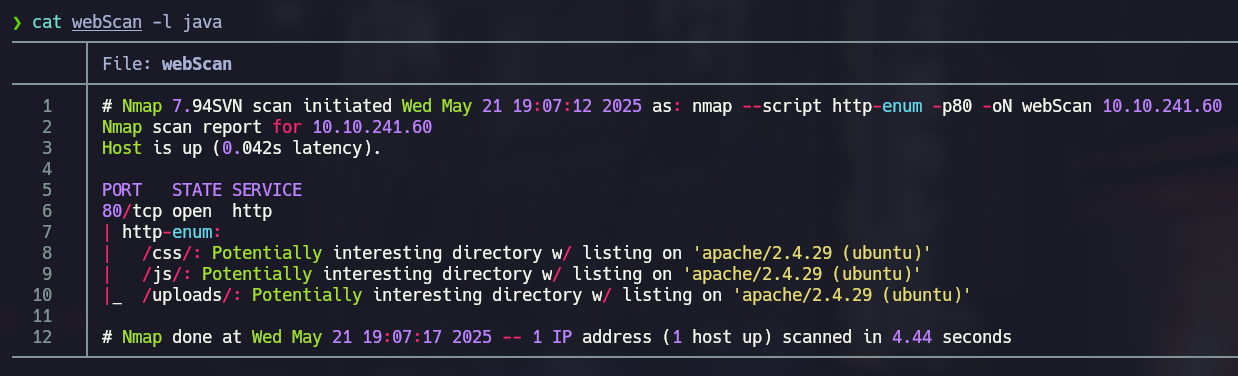 ❯ cat webScan -l java
File: webScan
1 # Nmap 7.94SVN scan initiated Wed May 21 19:07:12 2025 as: nmap --script http-enum -p80 -oN webScan 10.10.241.60
2 Nmap scan report for 10.10.241.60
3 Host is up (0.042s latency).
4
5 PORT   STATE SERVICE
6 80/tcp open  http
7 | http-enum:
8 |   /css/: Potentially interesting directory w/ listing on 'apache/2.4.29 (ubuntu)'
9 |   /js/: Potentially interesting directory w/ listing on 'apache/2.4.29 (ubuntu)'
10 |_  /uploads/: Potentially interesting directory w/ listing on 'apache/2.4.29 (ubuntu)'
11
12 # Nmap done at Wed May 21 19:07:17 2025 -- 1 IP address (1 host up) scanned in 4.44 seconds